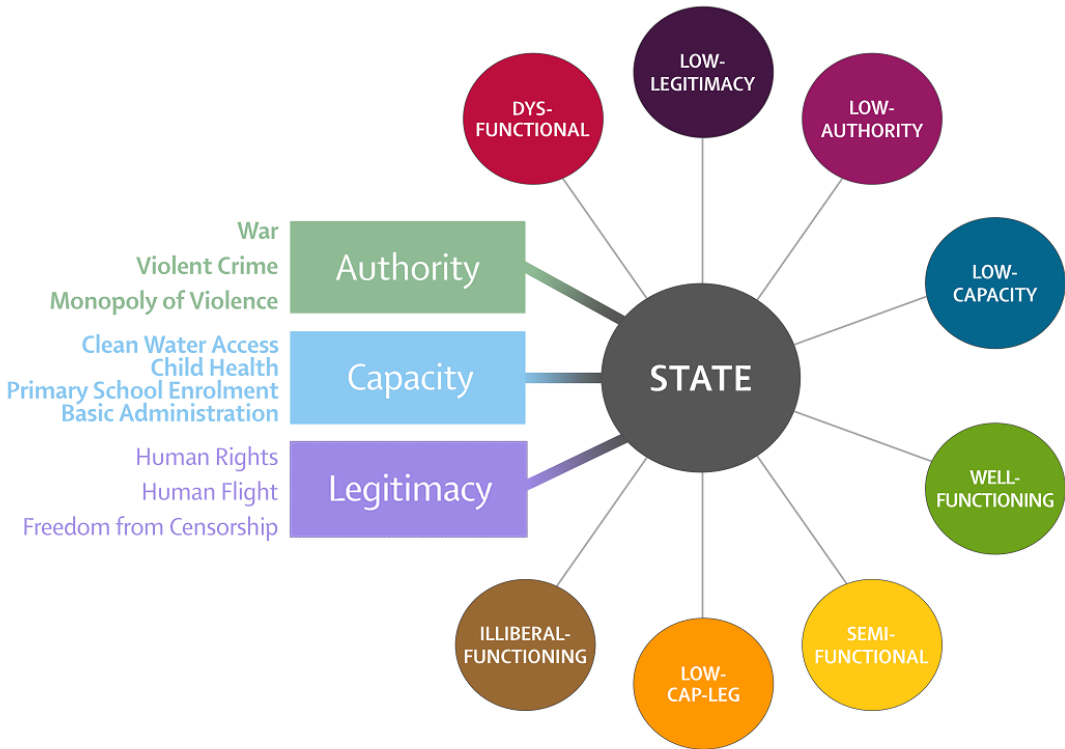 DYS-
FUNCTIONAL
LOW-
LEGITIMACY
LOW-
AUTHORITY
LOW-
CAPACITY
WELL-
FUNCTIONING
SEMI-
FUNCTIONAL
LOW-
CAP-LEG
ILLIBERAL-
FUNCTIONING
STATE
Authority
War
Violent Crime
Monopoly of Violence
Capacity
Clean Water Access
Child Health
Primary School Enrolment
Basic Administration
Legitimacy
Human Rights
Human Flight
Freedom from Censorship